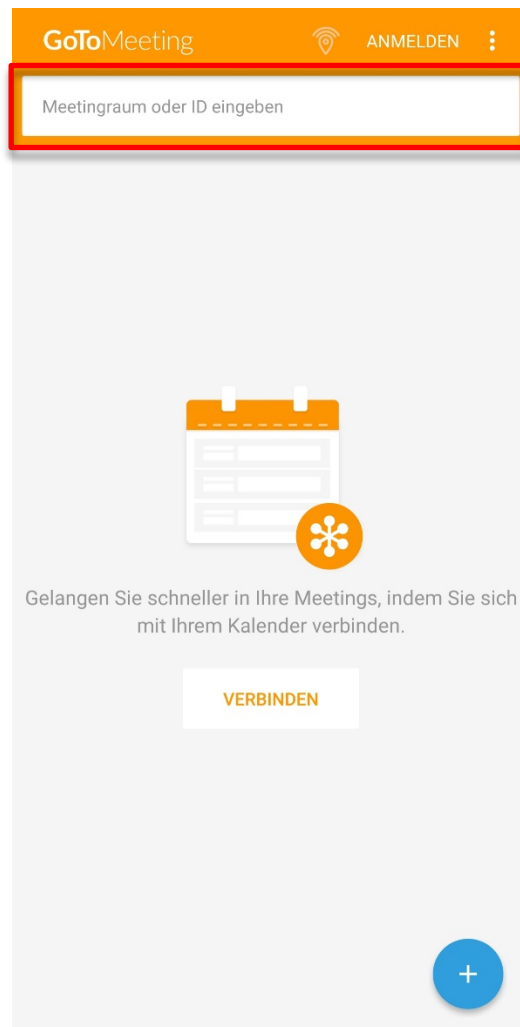 GoToMeeting ANMELDEN
Meetingraum oder ID eingeben
Gelangen Sie schneller in Ihre Meetings, indem Sie sich
mit Ihrem Kalender verbinden.
VERBINDEN
+